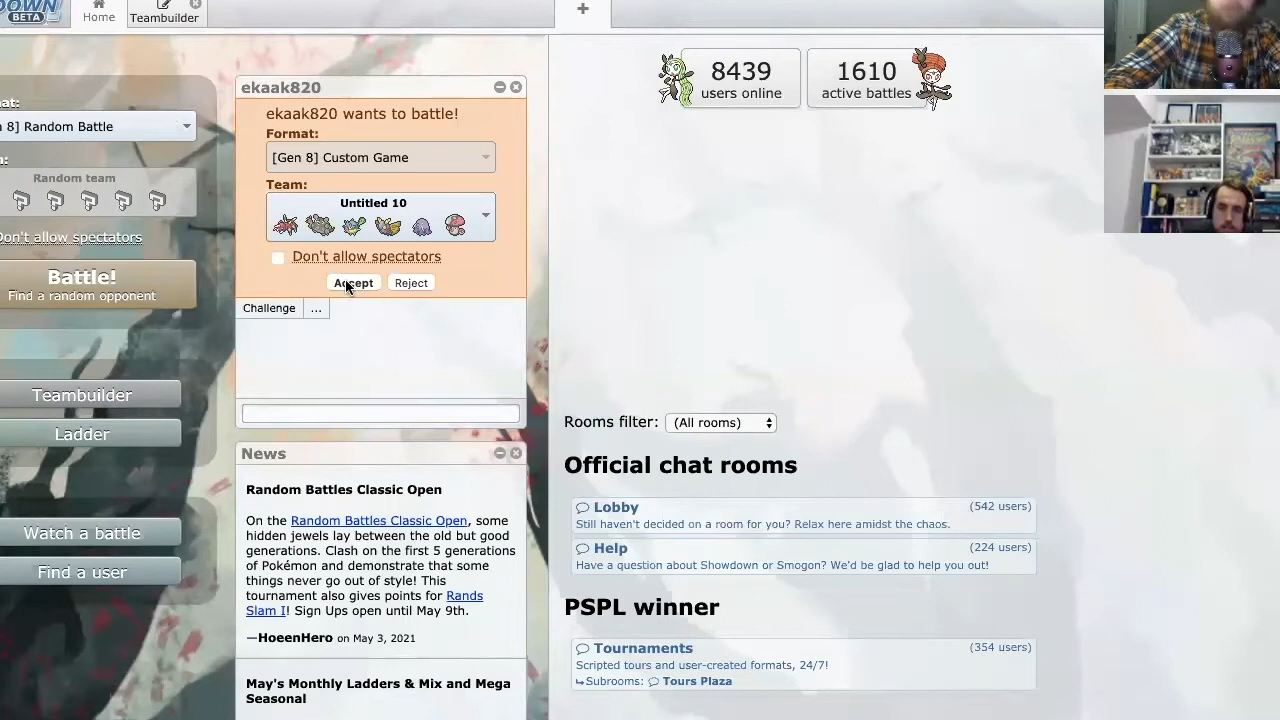 DOWN
BETA
Home
Teambuilder
+
8439
users online
1610
active battles
ekaak820
ekaak820 wants to battle!
Format:
[Gen 8] Custom Game
Team:
Untitled 10
Don't allow spectators
Accept
Reject
Challenge
...
at:
n 8] Random Battle
Random team
Don't allow spectators
Battle!
Find a random opponent
Teambuilder
Ladder
Watch a battle
Find a user
News
Random Battles Classic Open
On the Random Battles Classic Open, some
hidden jewels lay between the old but good
generations. Clash on the first 5 generations
of Pokémon and demonstrate that some
things never go out of style! This
tournament also gives points for Rands
Slam I! Sign Ups open until May 9th.
—HoeenHero on May 3, 2021
May's Monthly Ladders & Mix and Mega
Seasonal
Rooms filter: (All rooms)
Official chat rooms
Lobby (542 users)
Still haven't decided on a room for you? Relax here amidst the chaos.
Help (224 users)
Have a question about Showdown or Smogon? We'd be glad to help you out!
PSPL winner
Tournaments (354 users)
Scripted tours and user-created formats, 24/7!
↳Subrooms: Tours Plaza